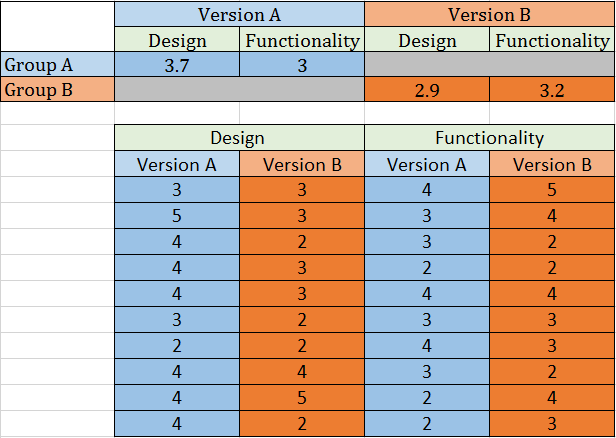 Version A Version B
Design Functionality Design Functionality
Group A 3.7 3
Group B 2.9 3.2
Design Functionality
Version A Version B Version A Version B
3 3 4 5
5 3 3 4
4 2 3 2
4 3 2 2
4 3 4 4
3 2 3 3
2 2 4 3
4 4 3 2
4 5 2 4
4 2 2 3